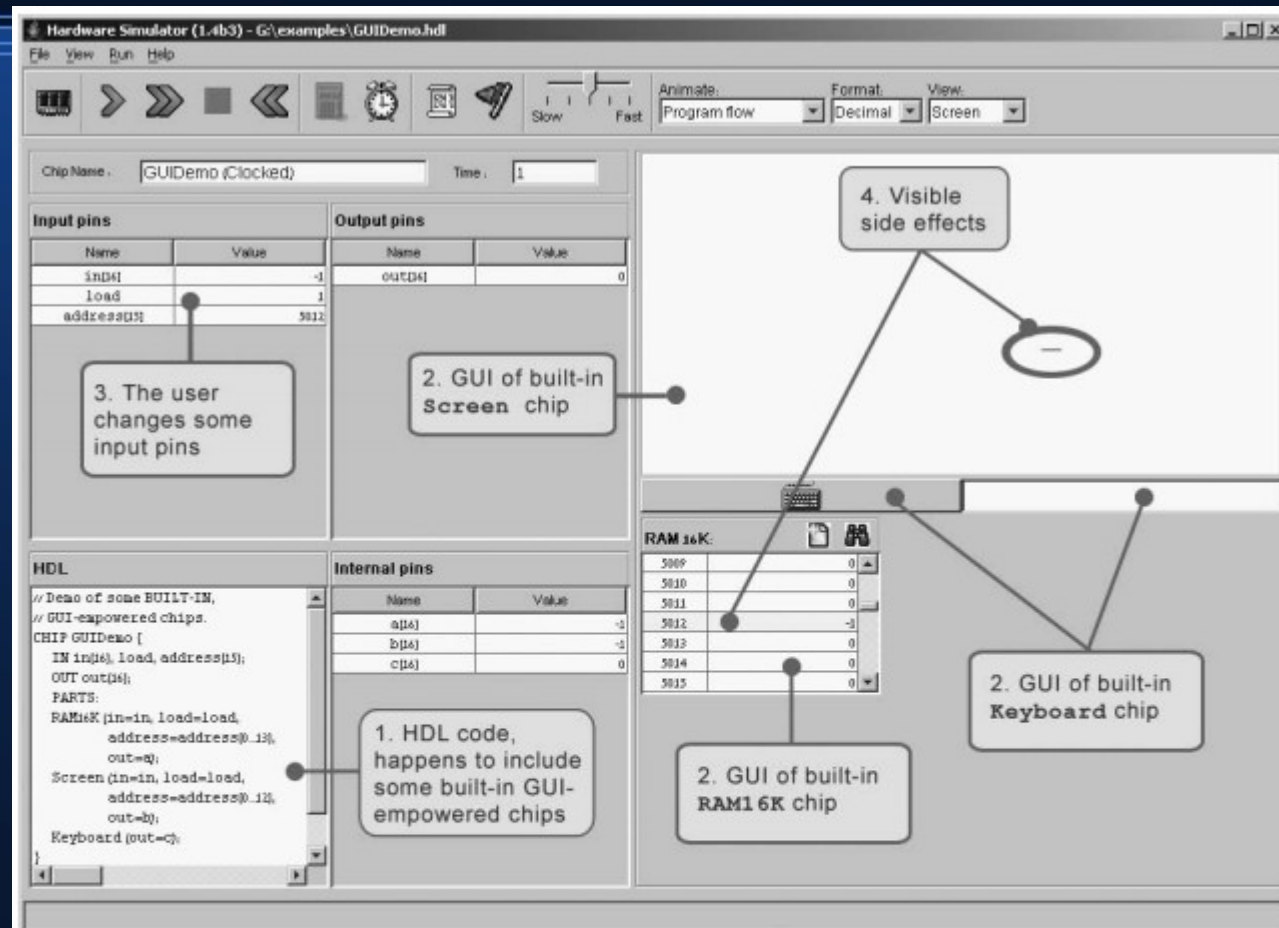 Hardware Simulator (1.4b3) - G:\examples\GUIDemo.hdl
File View Run Help
Slow Fast
Animate:
Program flow
Format:
Decimal
View:
Screen
Chip Name :
GUIDemo (Clocked)
Time :
1
Input pins
Name Value
in[16] -1
load 1
address[15] 5012
3. The user
changes some
input pins
Output pins
Name Value
out[16] 0
2. GUI of built-in
Screen chip
4. Visible
side effects
HDL
// Demo of some BUILT-IN,
// GUI-empowered chips.
CHIP GUIDemo {
IN in[16], load, address[15];
OUT out[16];
PARTS:
RAM16K (in=in, load=load,
address=address[0..13],
out=a);
Screen (in=in, load=load,
address=address[0..12],
out=b);
Keyboard (out=c);
}
Internal pins
Name Value
a[16] -1
b[16] -1
c[16] 0
1. HDL code,
happens to include
some built-in GUI-
empowered chips
RAM 16K:
5009 0
5010 0
5011 0
5012 -1
5013 0
5014 0
5015 0
2. GUI of built-in
RAM16K chip
2. GUI of built-in
Keyboard chip